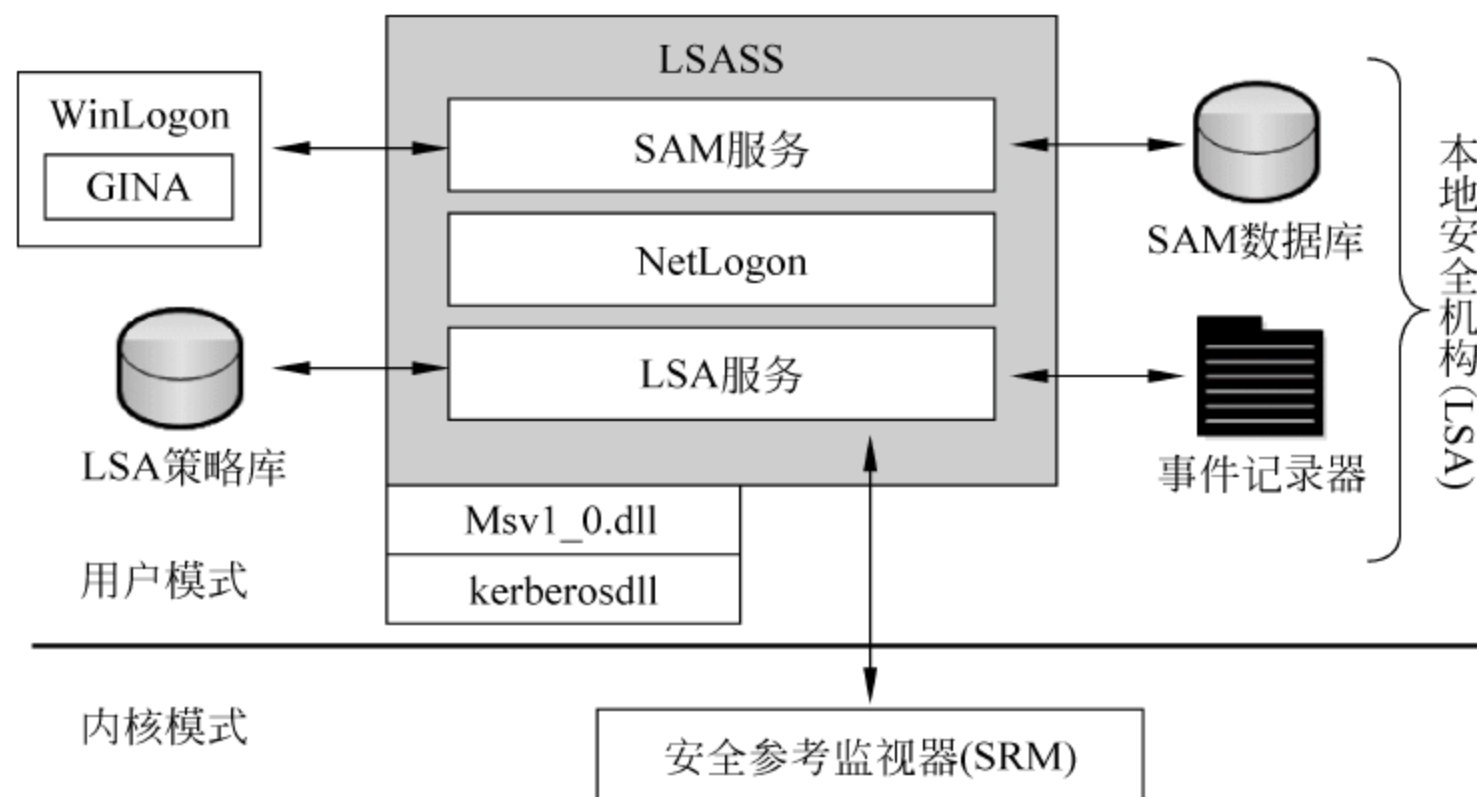 LSASS
WinLogon
GINA
SAM服务
NetLogon
LSA服务
SAM数据库
LSA策略库
事件记录器
本地安全机构(LSA)
Msv1_0.dll
kerberosdll
用户模式
内核模式
安全参考监视器(SRM)